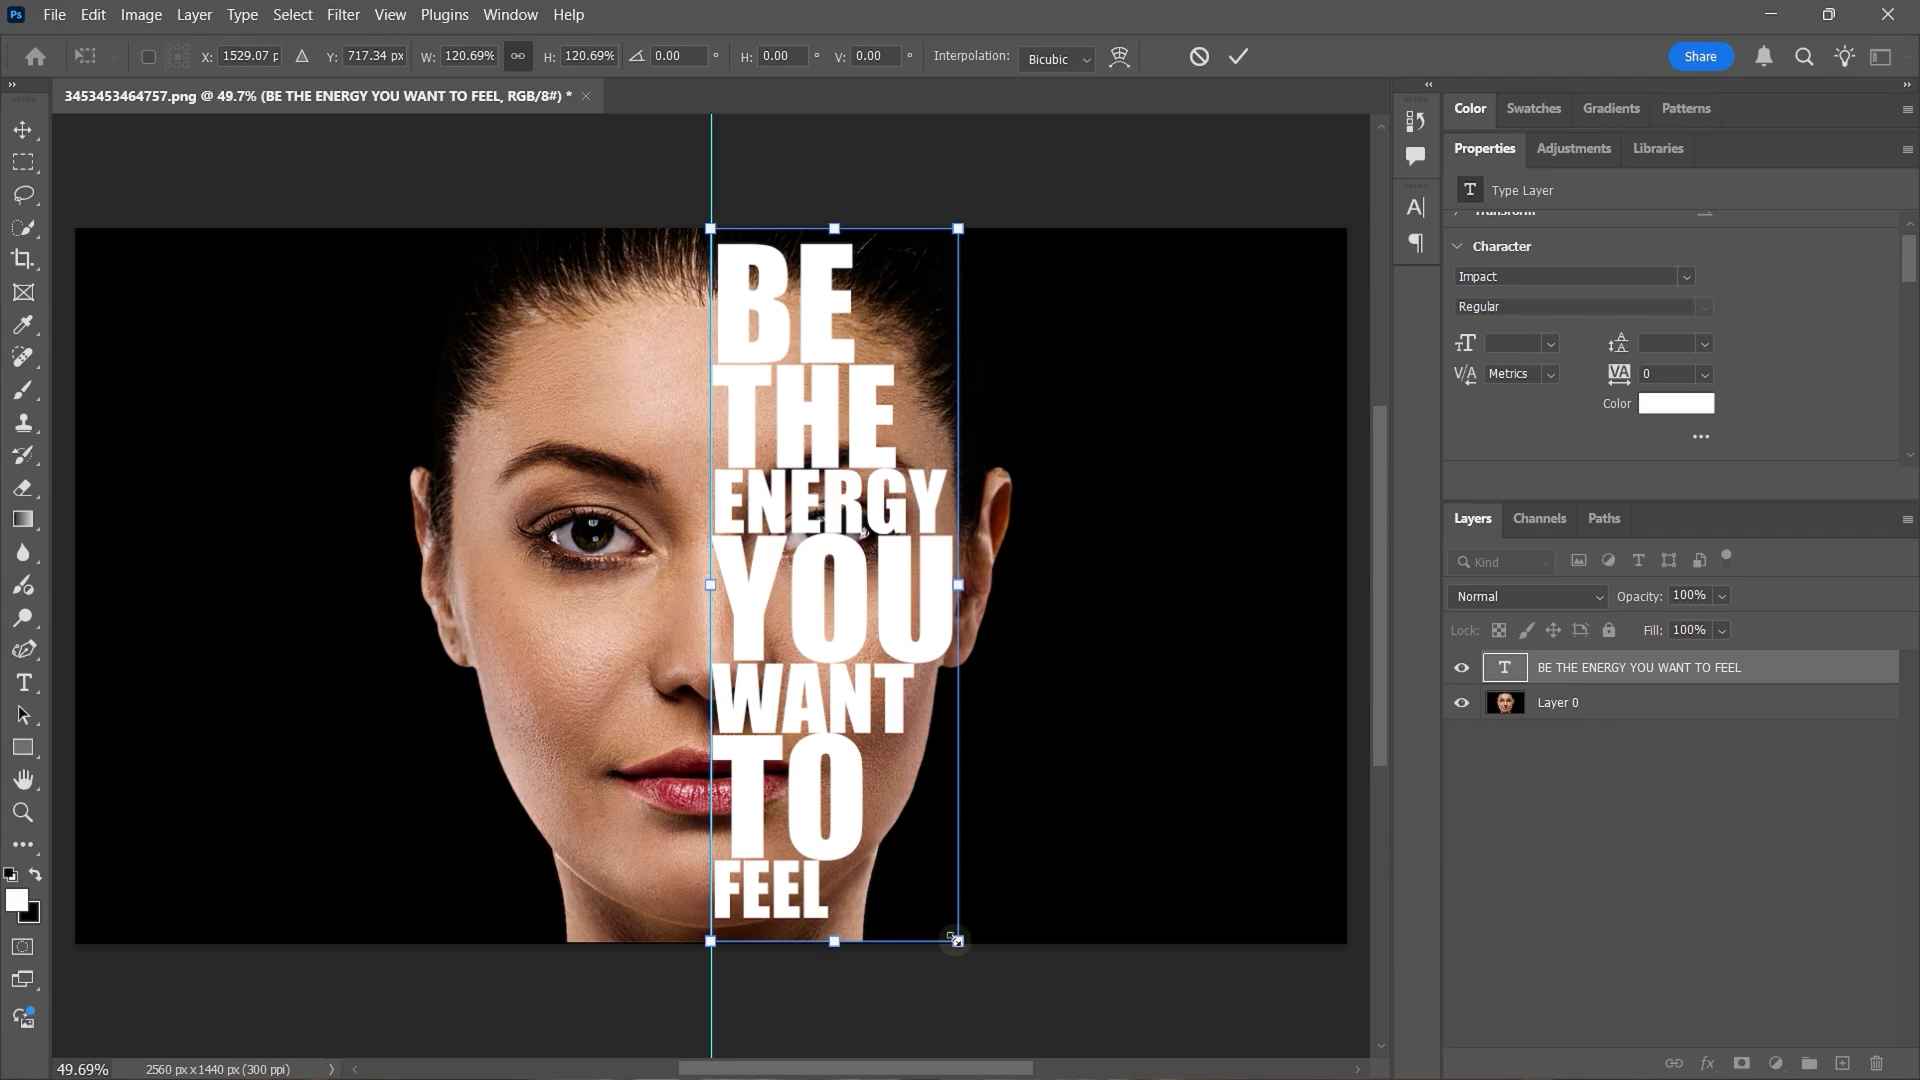 Ps File Edit Image Layer Type Select Filter View Plugins Window Help
X: 1529.07 p Y: 717.34 px W: 120.69% H: 120.69% 0.00 ° H: 0.00 ° V: 0.00 ° Interpolation: Bicubic Share
3453453464757.png @ 49.7% (BE THE ENERGY YOU WANT TO FEEL, RGB/8#) * ×
BE
THE
ENERGY
YOU
WANT
TO
FEEL
Color Swatches Gradients Patterns
Properties Adjustments Libraries
T Type Layer
Transform
Character
Impact
Regular
Metrics VA 0
Color
Layers Channels Paths
Kind
Normal Opacity: 100%
Lock: Fill: 100%
T BE THE ENERGY YOU WANT TO FEEL
Layer 0
fx
49.69% 2560 px x 1440 px (300 ppi)